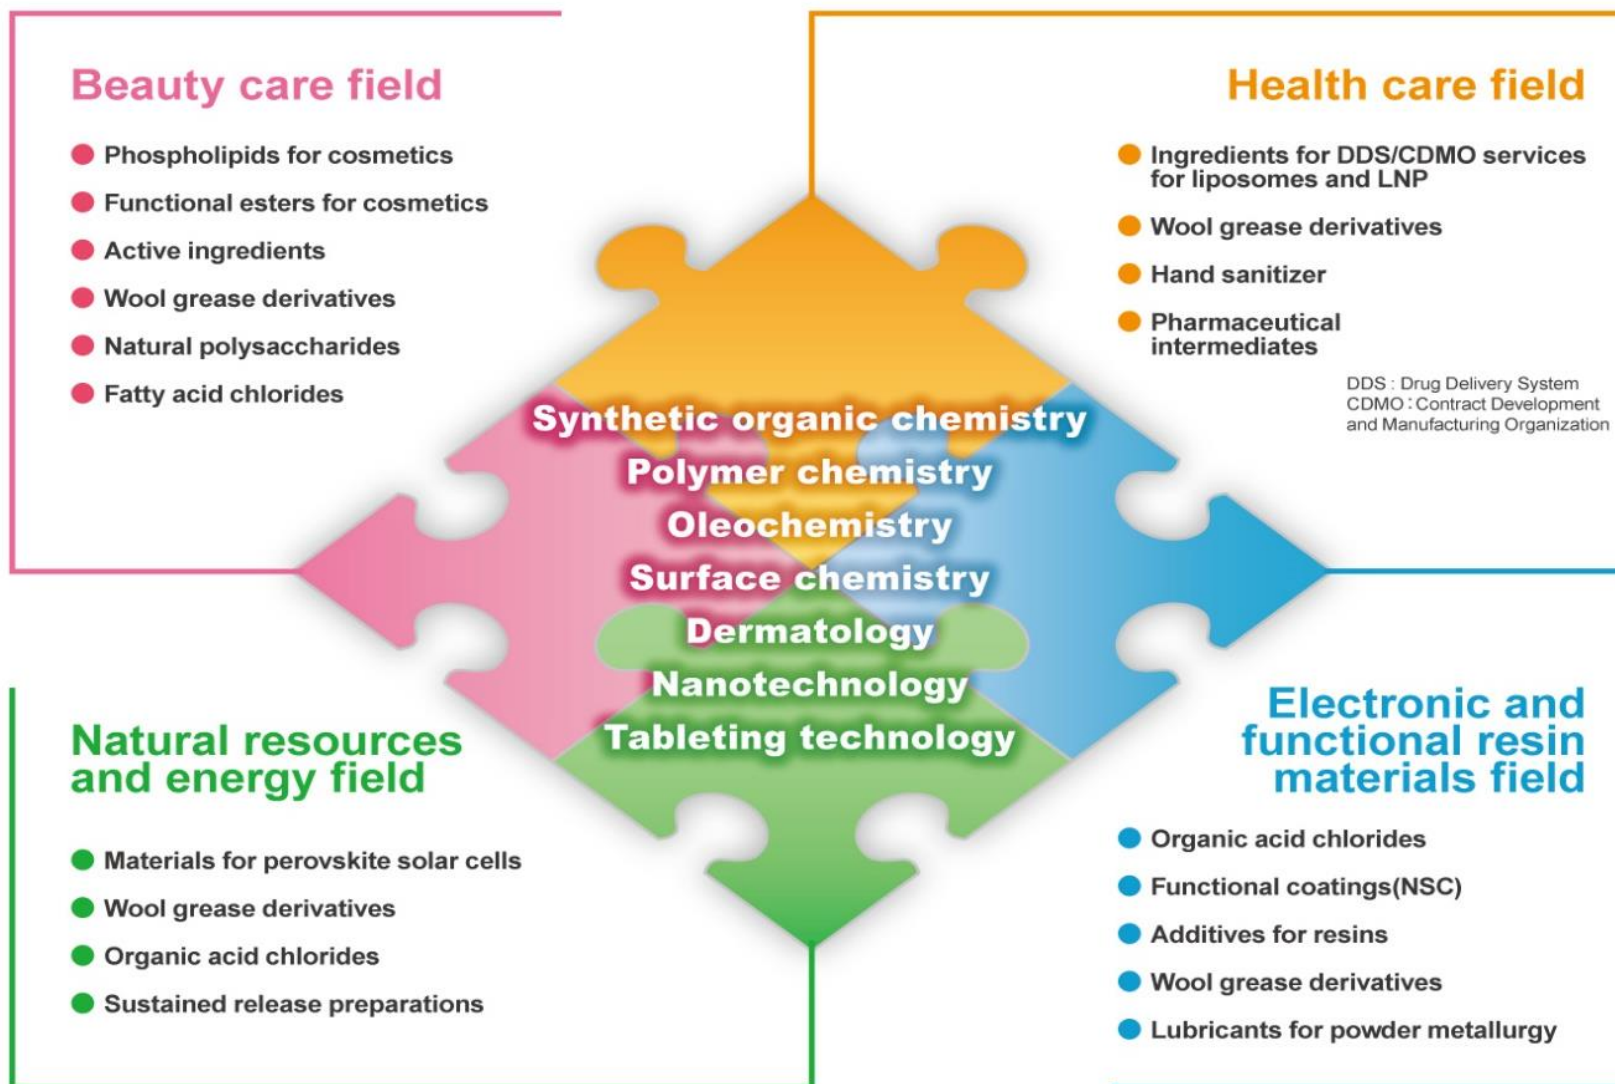 Beauty care field
Phospholipids for cosmetics
Functional esters for cosmetics
Active ingredients
Wool grease derivatives
Natural polysaccharides
Fatty acid chlorides
Health care field
Ingredients for DDS/CDMO services
for liposomes and LNP
Wool grease derivatives
Hand sanitizer
Pharmaceutical
intermediates
DDS : Drug Delivery System
CDMO : Contract Development
and Manufacturing Organization
Synthetic organic chemistry
Polymer chemistry
Oleochemistry
Surface chemistry
Dermatology
Nanotechnology
Tableting technology
Natural resources
and energy field
Materials for perovskite solar cells
Wool grease derivatives
Organic acid chlorides
Sustained release preparations
Electronic and
functional resin
materials field
Organic acid chlorides
Functional coatings(NSC)
Additives for resins
Wool grease derivatives
Lubricants for powder metallurgy